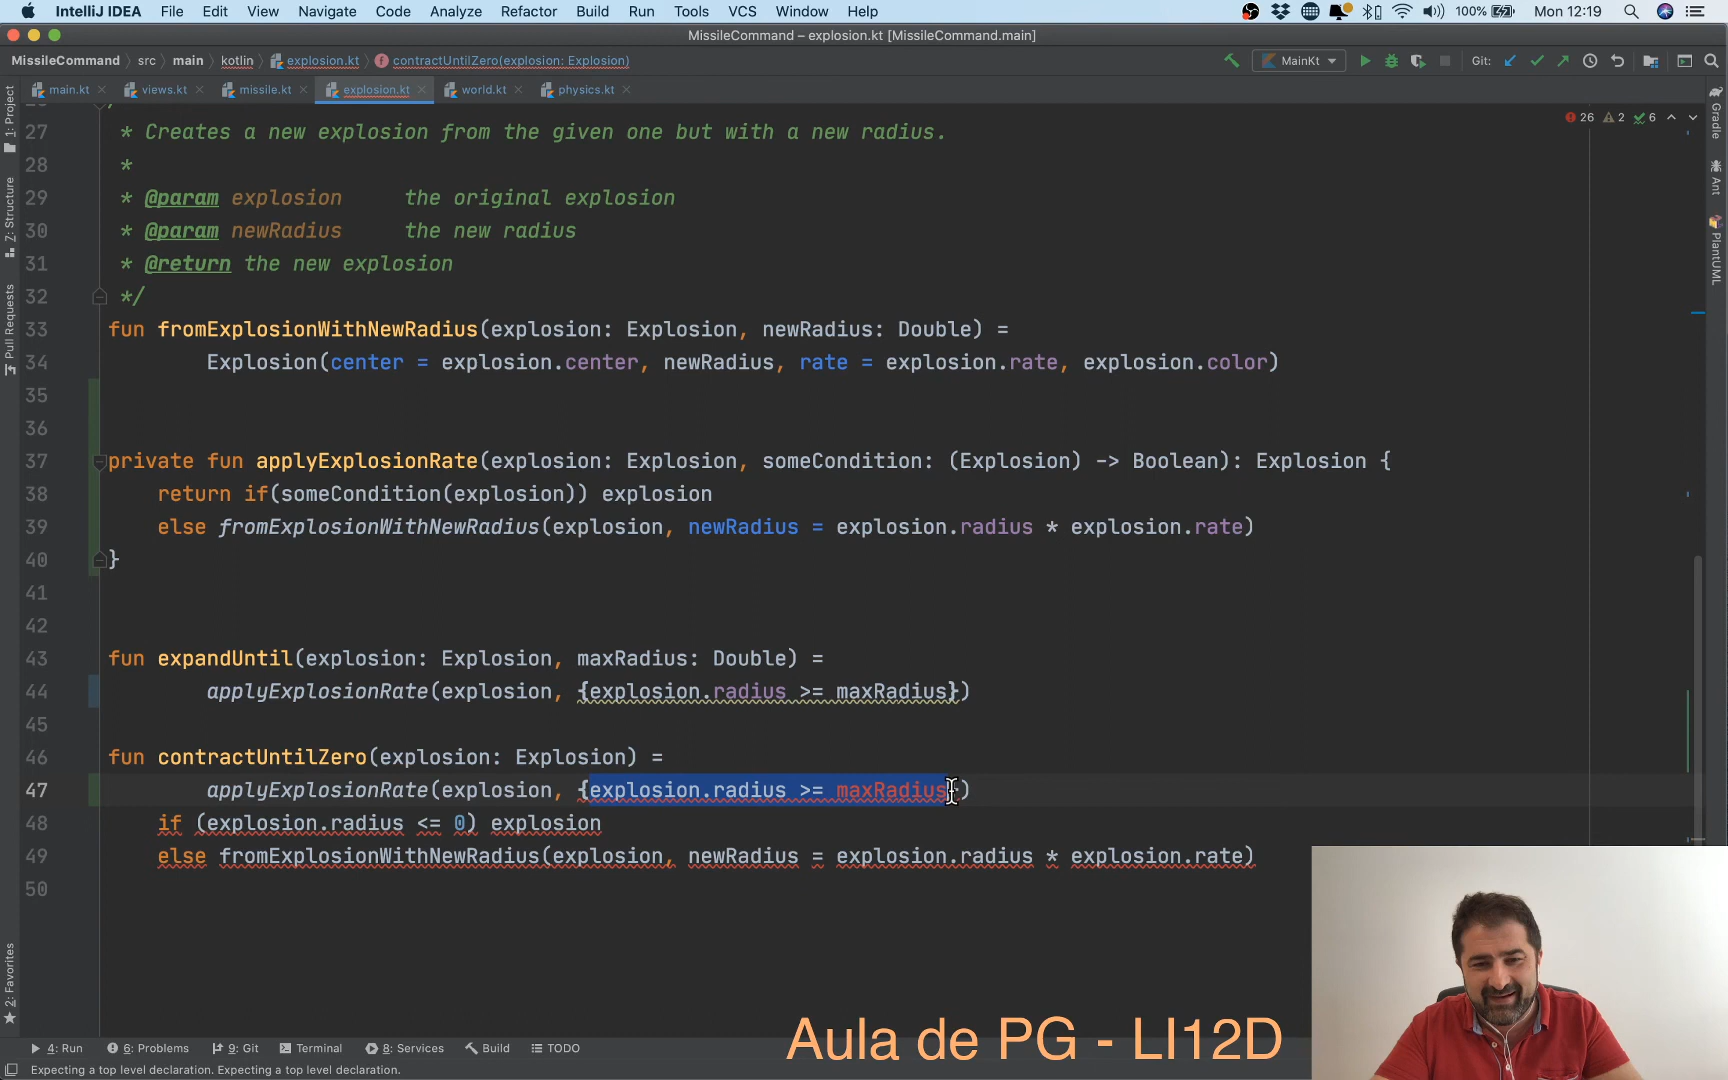 IntelliJ IDEA File Edit View Navigate Code Analyze Refactor Build Run Tools VCS Window Help 100% Mon 12:19
MissileCommand – explosion.kt [MissileCommand.main]
MissileCommand src main kotlin explosion.kt contractUntilZero(explosion: Explosion) MainKt Git:
main.kt views.kt missile.kt explosion.kt world.kt physics.kt
26 2 6
27 * Creates a new explosion from the given one but with a new radius.
28 *
29 * @param explosion the original explosion
30 * @param newRadius the new radius
31 * @return the new explosion
32 */
33 fun fromExplosionWithNewRadius(explosion: Explosion, newRadius: Double) =
34 Explosion(center = explosion.center, newRadius, rate = explosion.rate, explosion.color)
35
36
37 private fun applyExplosionRate(explosion: Explosion, someCondition: (Explosion) -> Boolean): Explosion {
38 return if(someCondition(explosion)) explosion
39 else fromExplosionWithNewRadius(explosion, newRadius = explosion.radius * explosion.rate)
40 }
41
42
43 fun expandUntil(explosion: Explosion, maxRadius: Double) =
44 applyExplosionRate(explosion, {explosion.radius >= maxRadius})
45
46 fun contractUntilZero(explosion: Explosion) =
47 applyExplosionRate(explosion, {explosion.radius >= maxRadius})
48 if (explosion.radius <= 0) explosion
49 else fromExplosionWithNewRadius(explosion, newRadius = explosion.radius * explosion.rate)
50
1: Project
Z: Structure
Pull Requests
2: Favorites
Gradle
Ant
PlantUML
Aula de PG - LI12D
4: Run 6: Problems 9: Git Terminal 8: Services Build TODO
Expecting a top level declaration. Expecting a top level declaration.